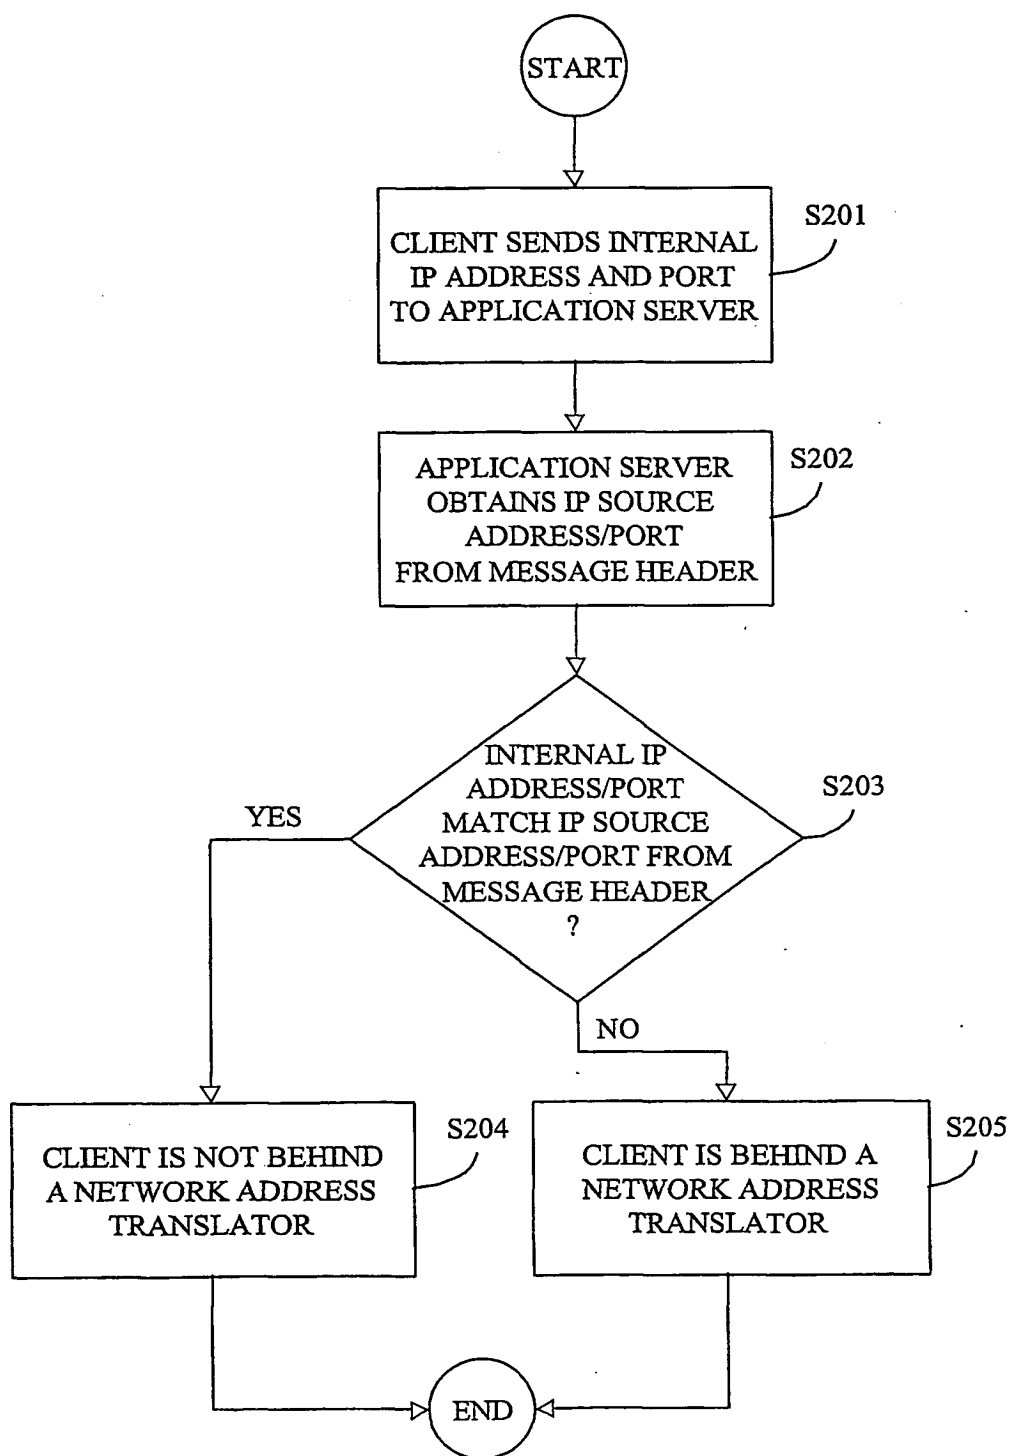 START
CLIENT SENDS INTERNAL
IP ADDRESS AND PORT
TO APPLICATION SERVER
S201
APPLICATION SERVER
OBTAINS IP SOURCE
ADDRESS/PORT
FROM MESSAGE HEADER
S202
INTERNAL IP
ADDRESS/PORT
MATCH IP SOURCE
ADDRESS/PORT FROM
MESSAGE HEADER
?
S203
YES
NO
CLIENT IS NOT BEHIND
A NETWORK ADDRESS
TRANSLATOR
S204
CLIENT IS BEHIND A
NETWORK ADDRESS
TRANSLATOR
S205
END